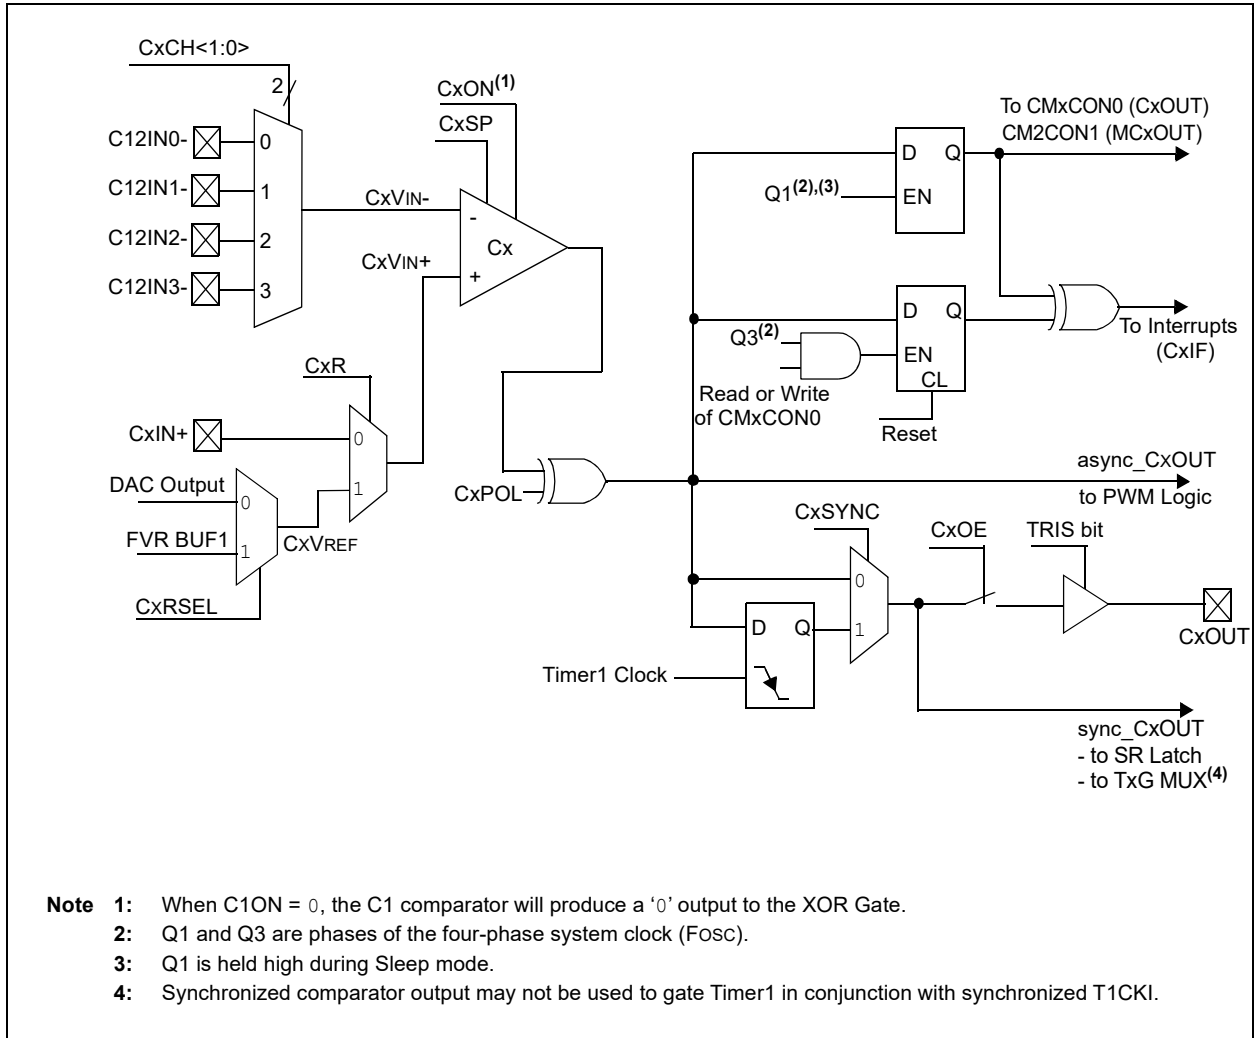 CxCH<1:0>
2
C12IN0-
0
C12IN1-
1
C12IN2-
2
C12IN3-
3
CxVIN-
CxVIN+
CxON(1)
CxSP
-
Cx
+
CxR
CxIN+
0
1
DAC Output
0
FVR BUF1
1
CxVREF
CxRSEL
CxPOL
D Q
Q1(2),(3)
EN
To CMxCON0 (CxOUT)
CM2CON1 (MCxOUT)
D Q
Q3(2)
EN
CL
Read or Write
of CMxCON0
Reset
To Interrupts
(CxIF)
async_CxOUT
to PWM Logic
CxSYNC
0
1
D Q
Timer1 Clock
CxOE
TRIS bit
CxOUT
sync_CxOUT
- to SR Latch
- to TxG MUX(4)
Note 1: When C1ON = 0, the C1 comparator will produce a ‘0’ output to the XOR Gate.
2: Q1 and Q3 are phases of the four-phase system clock (FOSC).
3: Q1 is held high during Sleep mode.
4: Synchronized comparator output may not be used to gate Timer1 in conjunction with synchronized T1CKI.